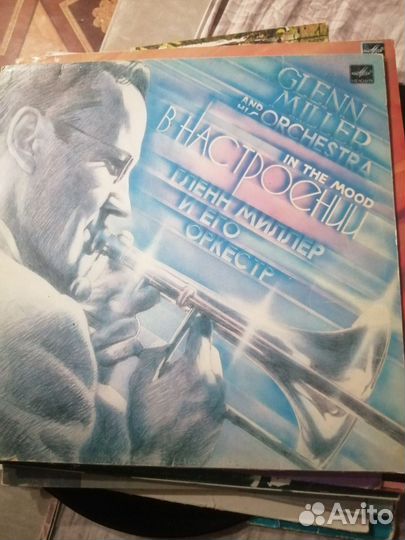 GLENN
MILLER
AND HIS ORCHESTRA
В НАСТРОЕНИИ
IN THE MOOD
ГЛЕНН МИЛЛЕР
И ЕГО
ОРКЕСТР
Avito